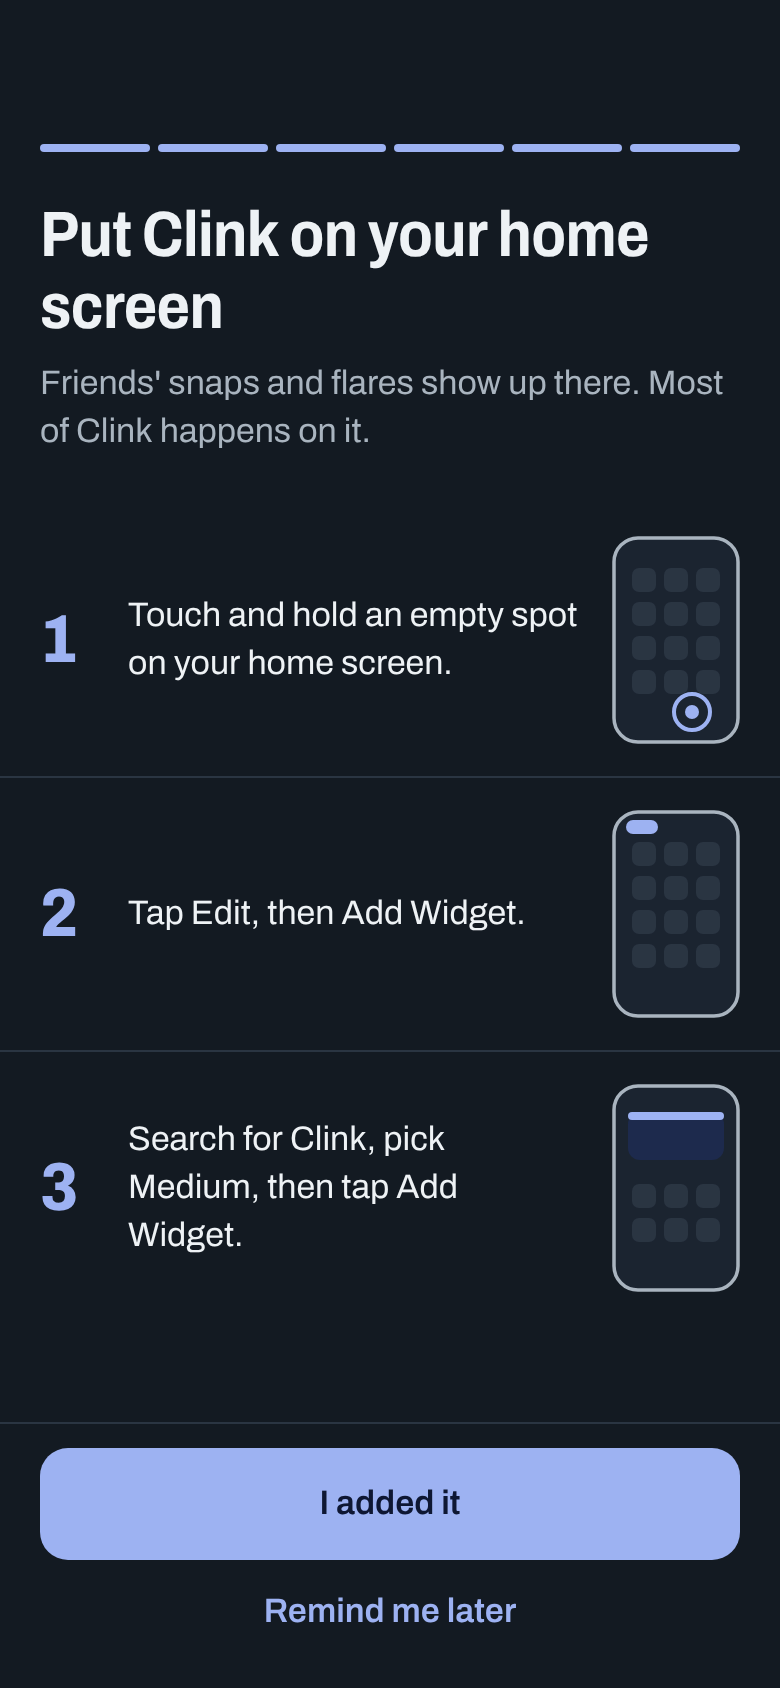 Put Clink on your home
screen
Friends' snaps and flares show up there. Most
of Clink happens on it.
1
Touch and hold an empty spot
on your home screen.
2
Tap Edit, then Add Widget.
3
Search for Clink, pick
Medium, then tap Add
Widget.
I added it
Remind me later